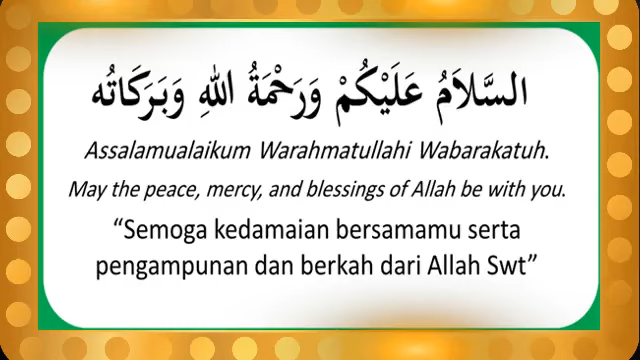 السَّلاَمُ عَلَيْكُمْ وَرَحْمَةُ اللهِ وَبَرَكَاتُه
Assalamualaikum Warahmatullahi Wabarakatuh.
May the peace, mercy, and blessings of Allah be with you.
“Semoga kedamaian bersamamu serta
pengampunan dan berkah dari Allah Swt”